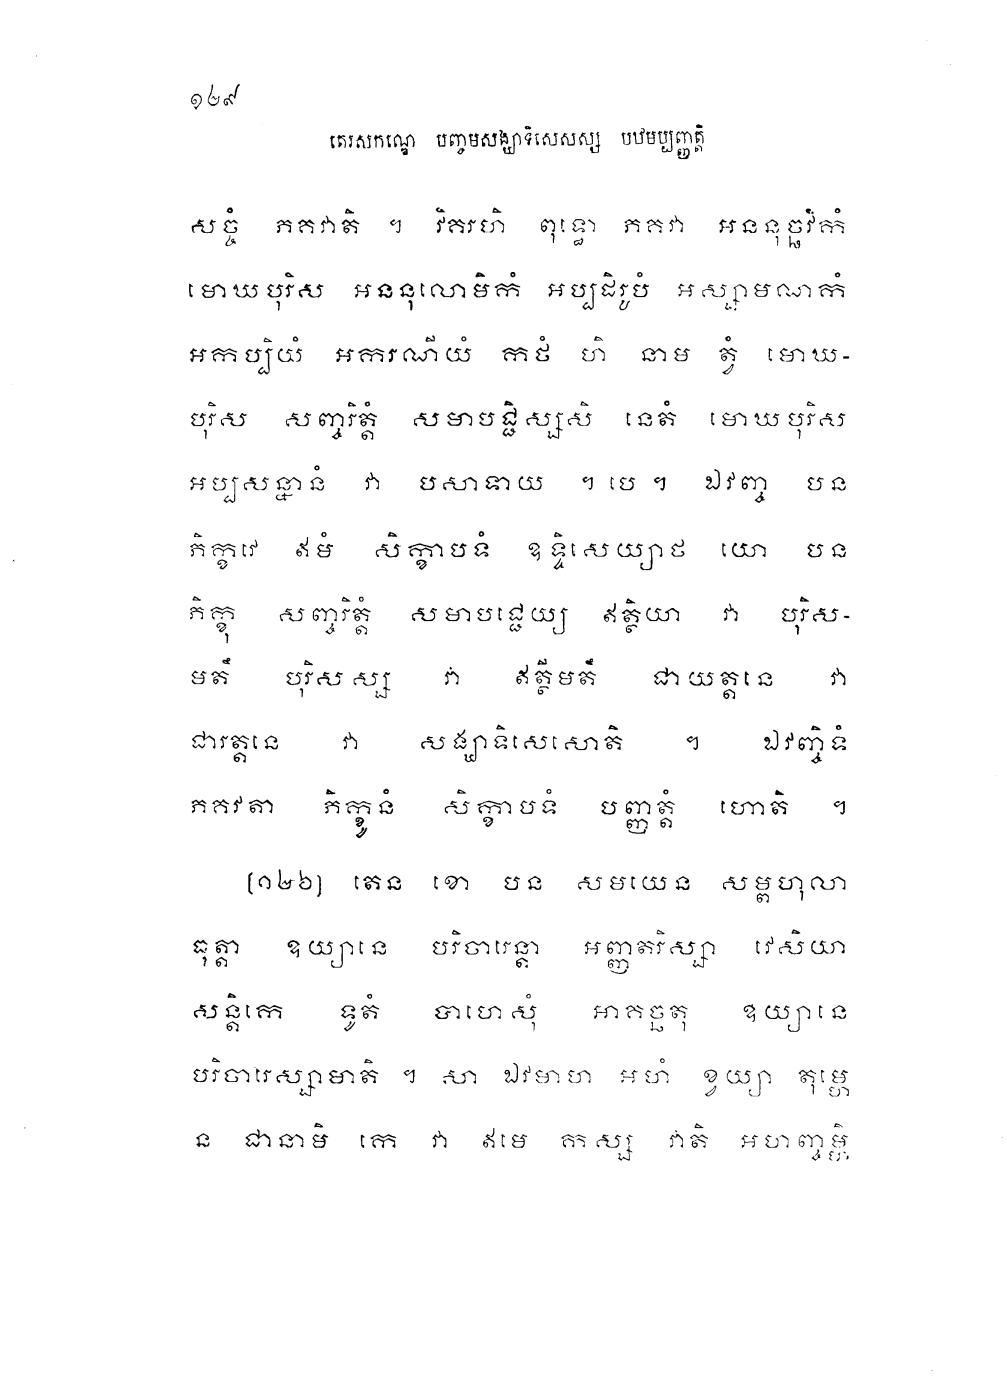 ១៤៩
តេរសកណ្ឌេ បញ្ចមសង្ឃាទិសេសស្ស បឋមប្បញ្ញត្តិ
សច្ចំ ភគវាតិ ។ វិគរហិ ពុទ្ធោ ភគវា អននុច្ឆវិកំ
មោឃបុរិស អននុលោមិកំ អប្បដិរូបំ អស្សាមណកំ
អកប្បិយំ អករណីយំ កថំ ហិ នាម ត្វំ មោឃ-
បុរិស សញ្ចរិត្តំ សមាបជ្ជិស្សសិ នេតំ មោឃបុរិស
អប្បសន្នានំ វា បសាទាយ ។ បេ ។ ឯវញ្ច បន
ភិក្ខវេ ឥមំ សិក្ខាបទំ ឧទ្ទិសេយ្យាថ យោ បន
ភិក្ខុ សញ្ចរិត្តំ សមាបជ្ជេយ្យ ឥត្ថិយា វា បុរិស-
មតឹ បុរិសស្ស វា ឥត្ថីមតឹ ជាយត្តនេ វា
ជារត្តនេ វា សង្ឃាទិសេសោតិ ។ ឯវញ្ចិទំ
ភគវតា ភិក្ខូនំ សិក្ខាបទំ បញ្ញត្តំ ហោតិ ។
(១៤៦) តេន ខោ បន សមយេន សម្ពហុលា
ធុត្តា ឧយ្យានេ បរិចារេន្តា អញ្ញតរិស្សា វេសិយា
សន្តិកេ ទូតំ បាហេសុំ អាគច្ឆតុ ឧយ្យានេ
បរិចារេស្សាមាតិ ។ សា ឯវមាហ អហំ ខ្វយ្យា តុម្ហេ
ន ជានាមិ កេ វា ឥមេ កស្ស វាតិ អហញ្ចម្ហិ